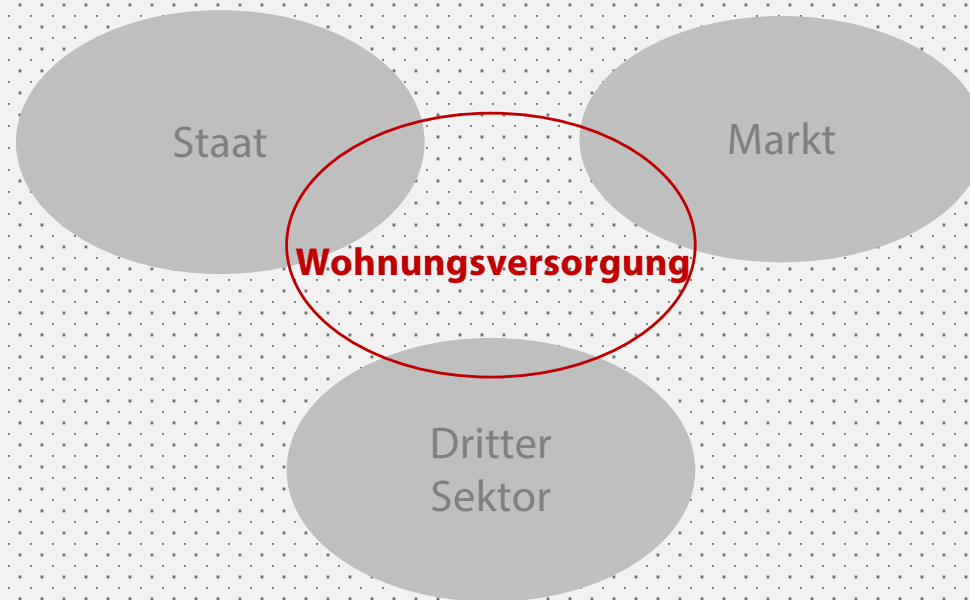 Staat
Markt
Wohnungsversorgung
Dritter
Sektor